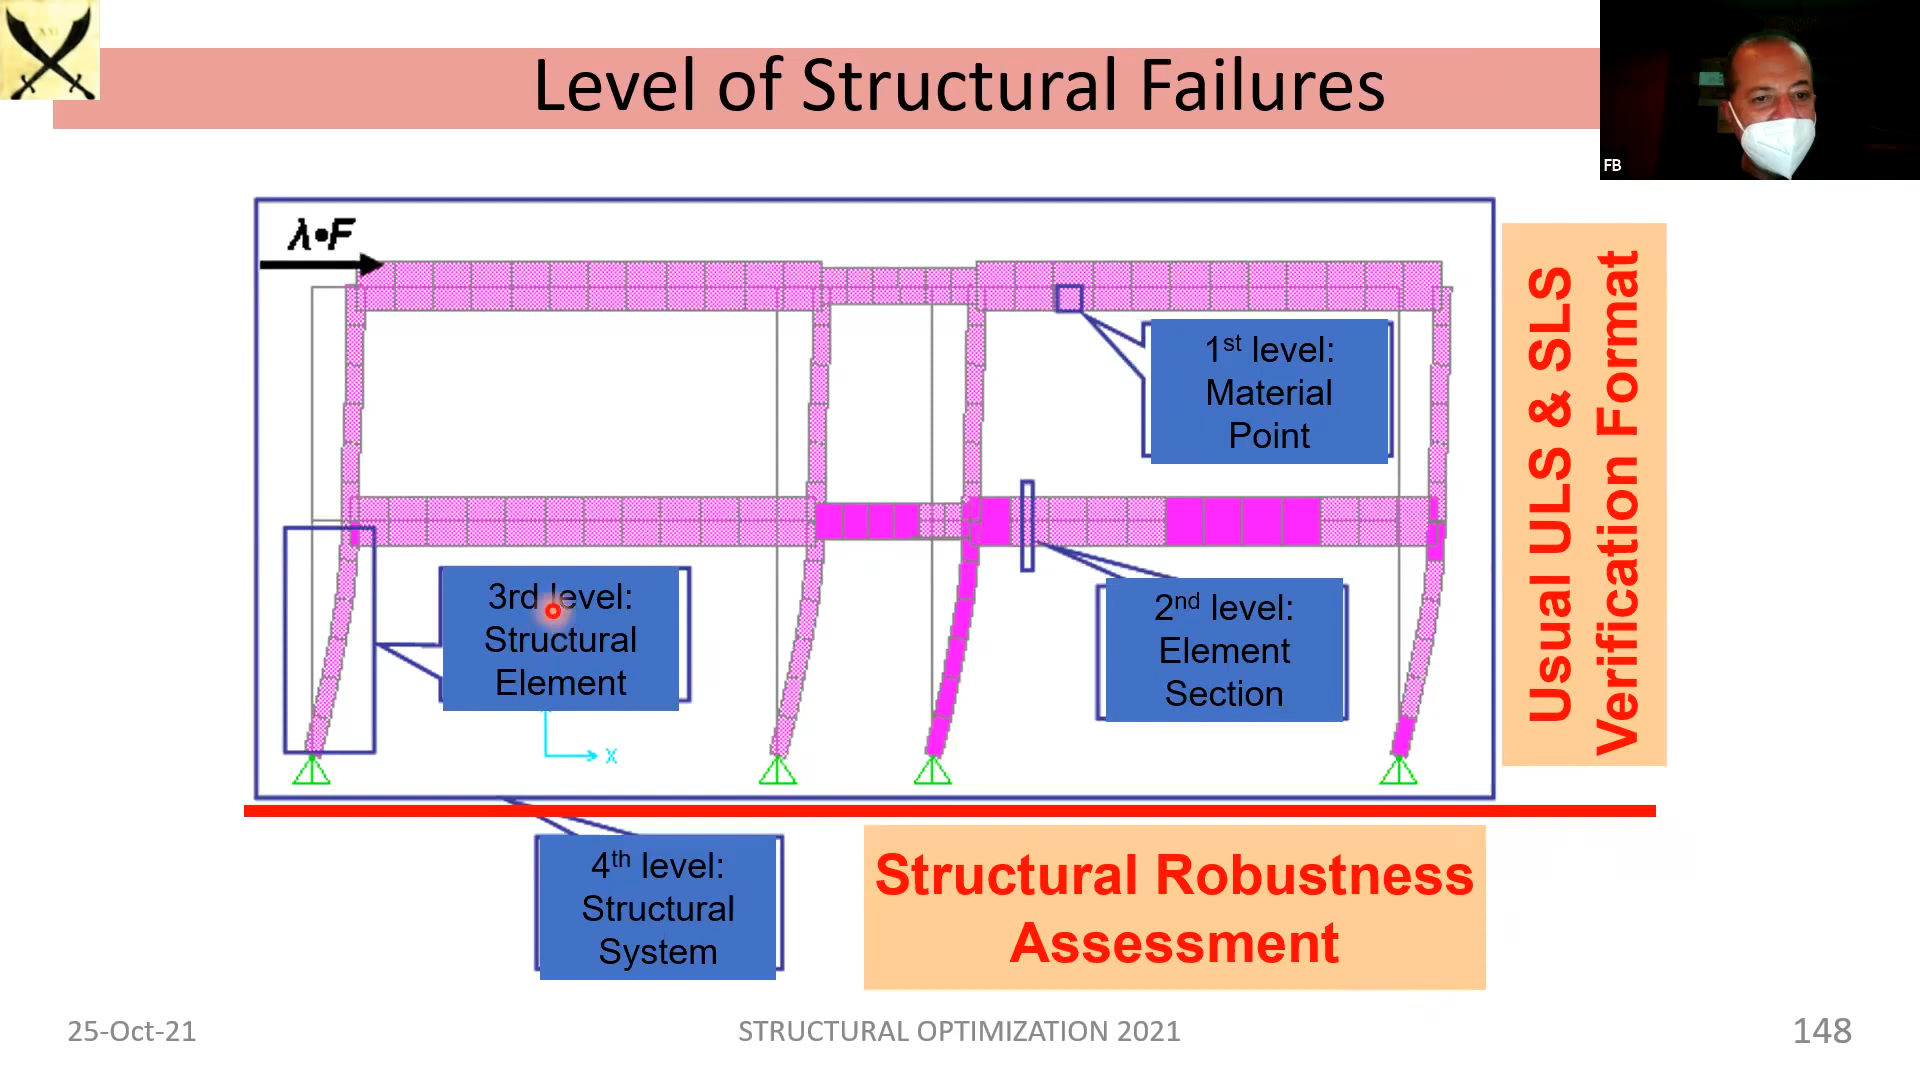 Level of Structural Failures
FB
λ•F
1st level:
Material
Point
3rd level:
Structural
Element
X
2nd level:
Element
Section
Usual ULS & SLS
Verification Format
4th level:
Structural
System
Structural Robustness
Assessment
25-Oct-21
STRUCTURAL OPTIMIZATION 2021
148